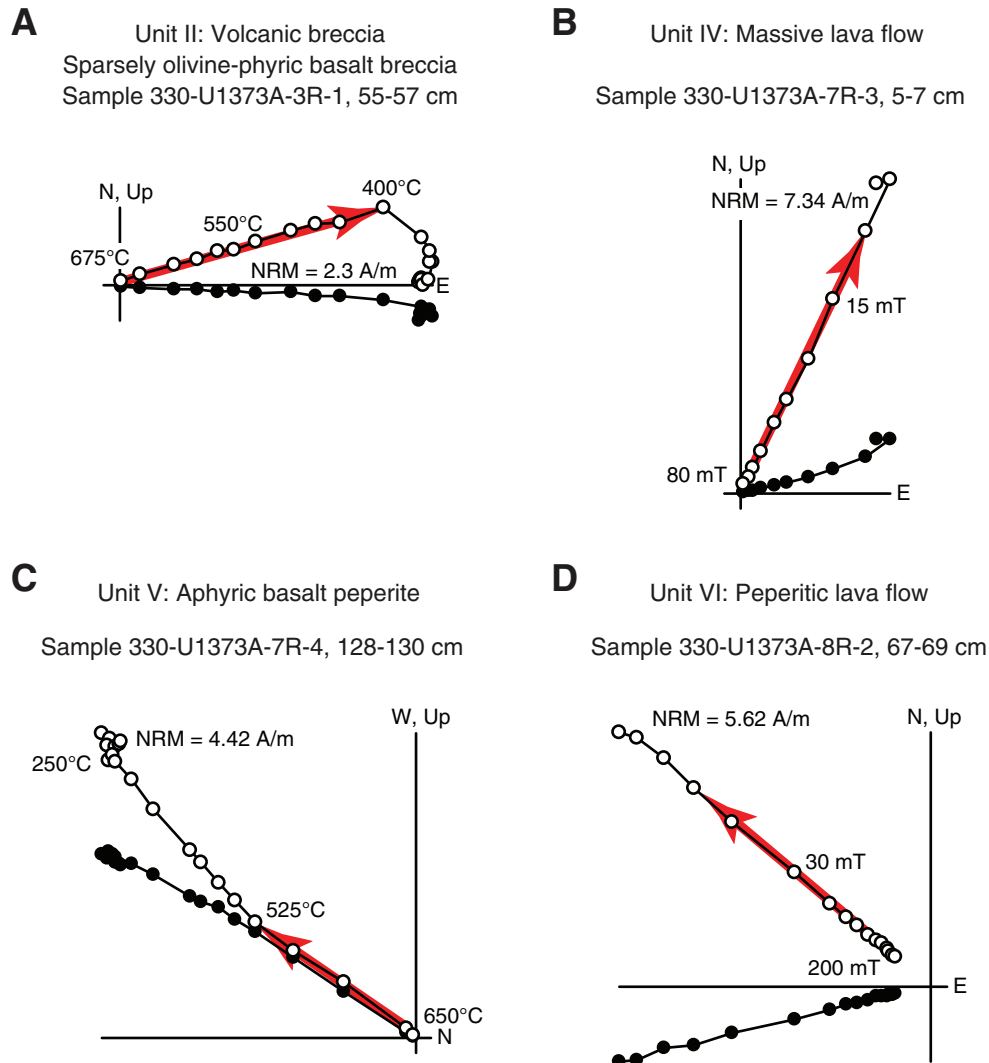 A
Unit II: Volcanic breccia
Sparsely olivine-phyric basalt breccia
Sample 330-U1373A-3R-1, 55-57 cm
N, Up
400°C
550°C
675°C
NRM = 2.3 A/m
E
B
Unit IV: Massive lava flow
Sample 330-U1373A-7R-3, 5-7 cm
N, Up
NRM = 7.34 A/m
15 mT
80 mT
E
C
Unit V: Aphyric basalt peperite
Sample 330-U1373A-7R-4, 128-130 cm
W, Up
NRM = 4.42 A/m
250°C
525°C
650°C
N
D
Unit VI: Peperitic lava flow
Sample 330-U1373A-8R-2, 67-69 cm
NRM = 5.62 A/m
N, Up
30 mT
200 mT
E